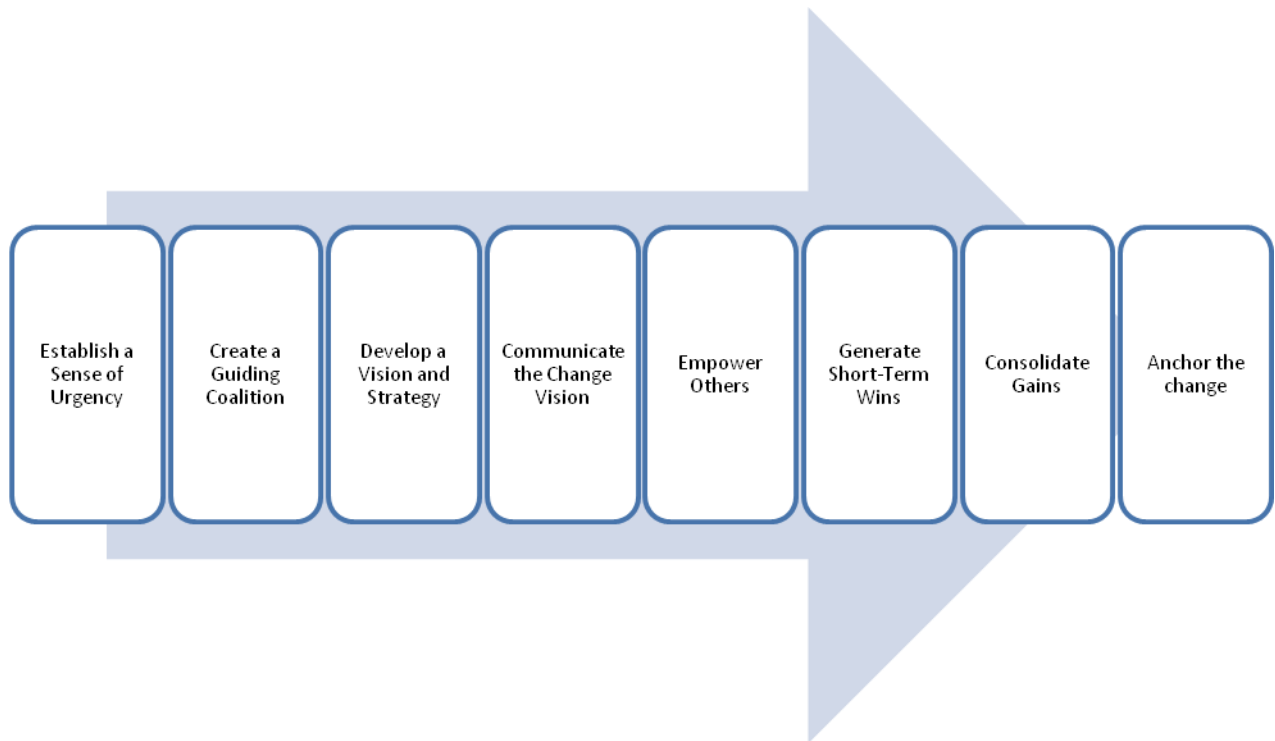 Establish a
Sense of
Urgency
Create a
Guiding
Coalition
Develop a
Vision and
Strategy
Communicate
the Change
Vision
Empower
Others
Generate
Short-Term
Wins
Consolidate
Gains
Anchor the
change